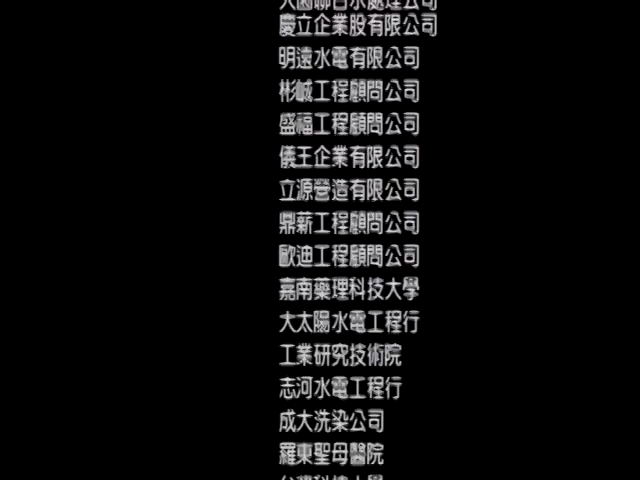 慶立企業股有限公司
明遠水電有限公司
彬諴工程顧問公司
盛福工程顧問公司
儀王企業有限公司
立源營造有限公司
鼎薪工程顧問公司
歐迪工程顧問公司
嘉南藥理科技大學
大太陽水電工程行
工業研究技術院
志河水電工程行
成大洗染公司
羅東聖母醫院